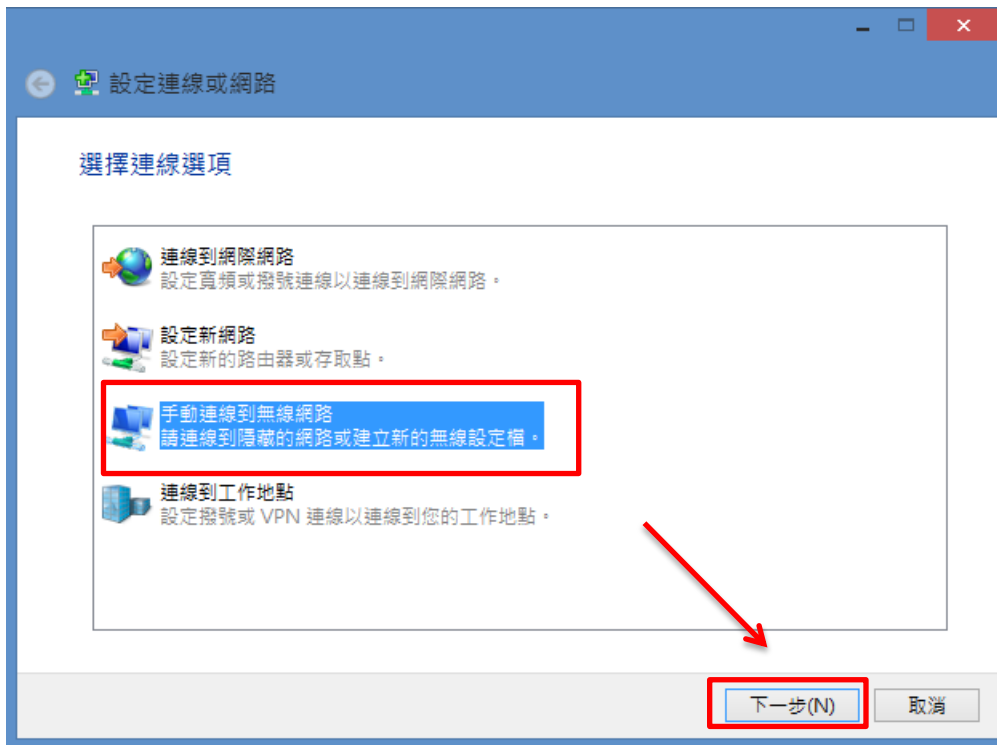 設定連線或網路
選擇連線選項
連線到網際網路
設定寬頻或撥號連線以連線到網際網路。
設定新網路
設定新的路由器或存取點。
手動連線到無線網路
請連線到隱藏的網路或建立新的無線設定檔。
連線到工作地點
設定撥號或 VPN 連線以連線到您的工作地點。
下一步(N)
取消